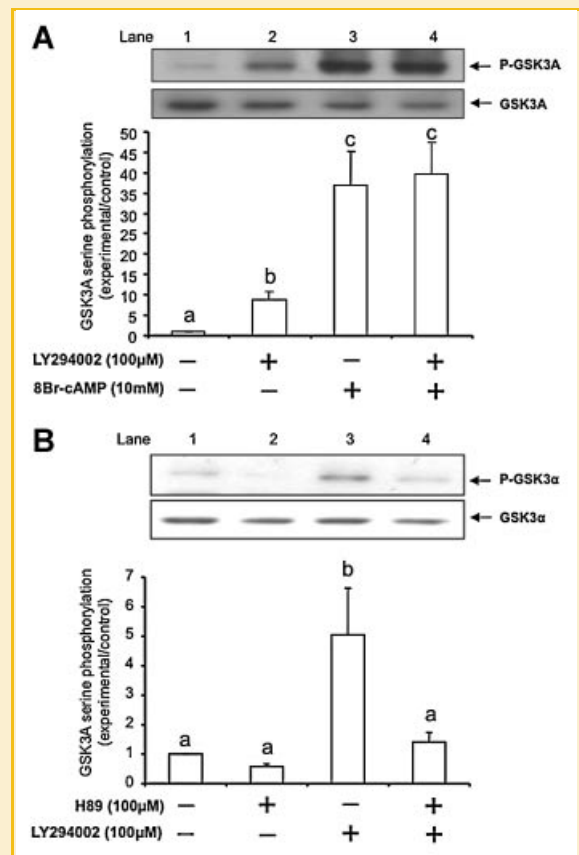 A
Lane 1 2 3 4
P-GSK3A
GSK3A
GSK3A serine phosphorylation
(experimental/control)
50
45
40
35
30
25
20
15
10
5
0
a
b
c
c
LY294002 (100µM) – + – +
8Br-cAMP (10mM) – – + +
B
Lane 1 2 3 4
P-GSK3α
GSK3α
GSK3A serine phosphorylation
(experimental/control)
7
6
5
4
3
2
1
0
a
a
b
a
H89 (100µM) – + – +
LY294002 (100µM) – – + +